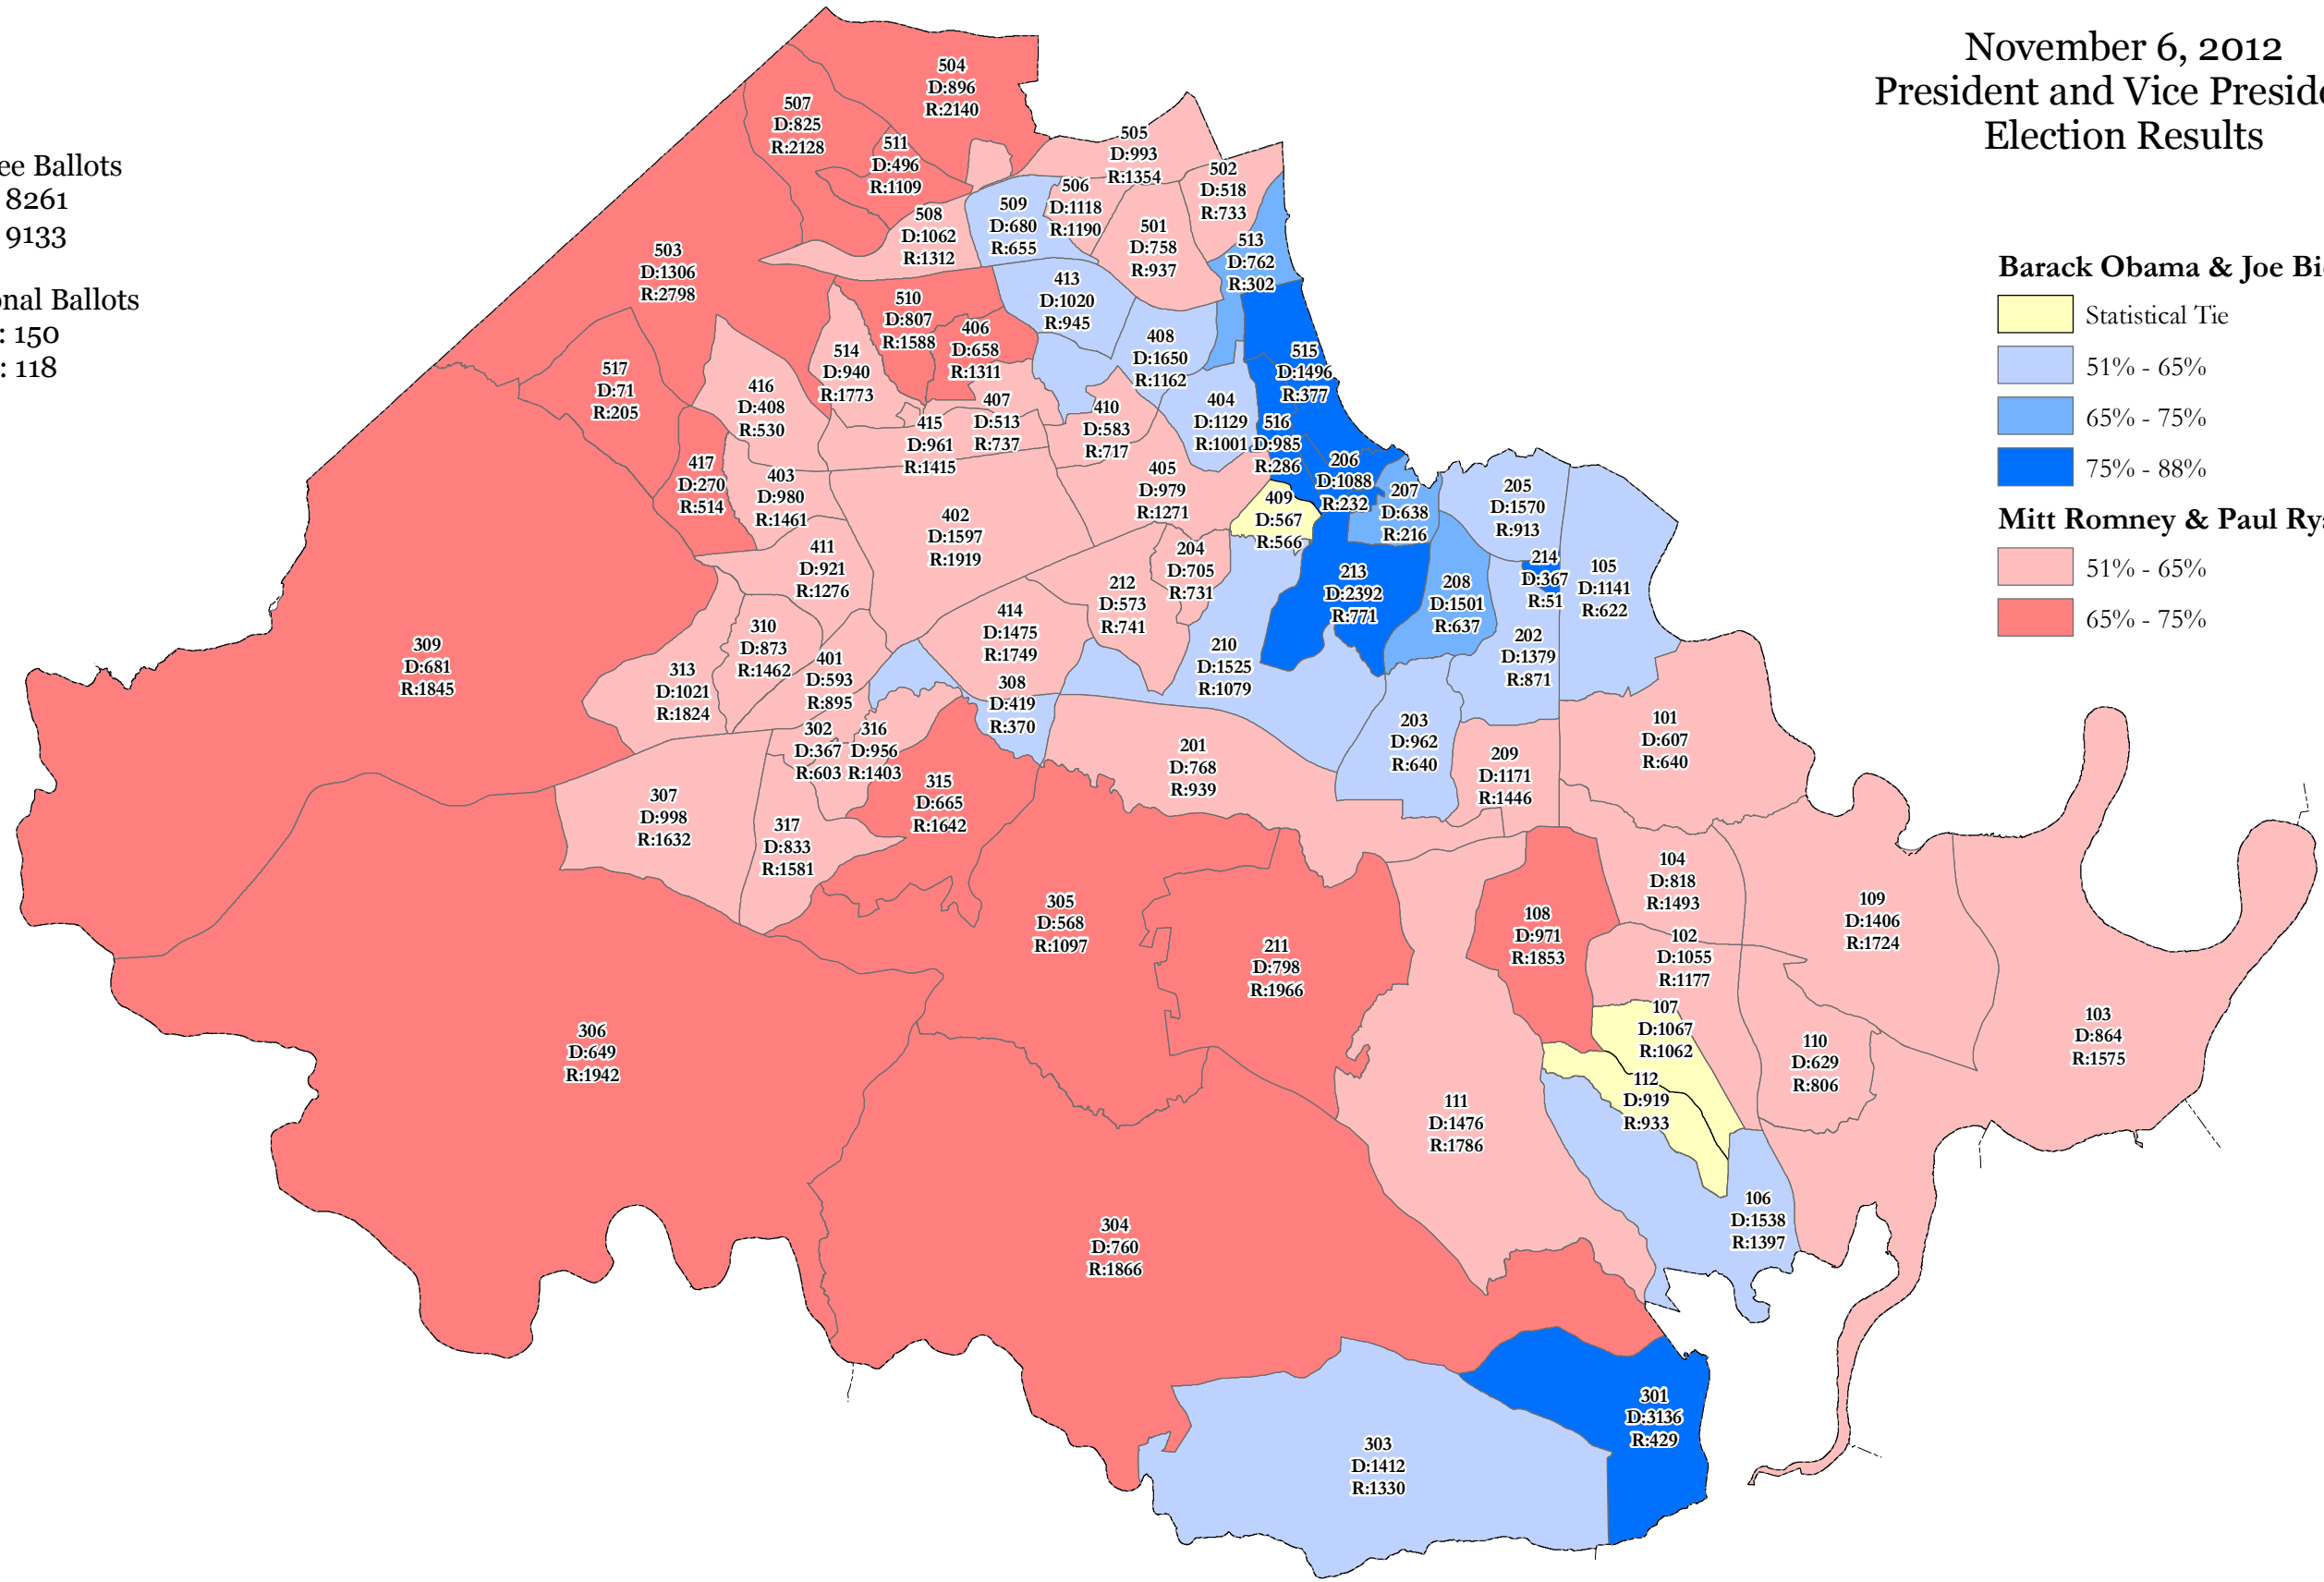 November 6, 2012
President and Vice Preside
Election Results
ee Ballots
8261
9133
onal Ballots
: 150
: 118
Barack Obama & Joe Bi
Statistical Tie
51% - 65%
65% - 75%
75% - 88%
Mitt Romney & Paul Ry
51% - 65%
65% - 75%
504
D:896
R:2140
507
D:825
R:2128
511
D:496
R:1109
505
D:993
R:1354
502
D:518
R:733
506
D:1118
R:1190
509
D:680
R:655
508
D:1062
R:1312
501
D:758
R:937
513
D:762
R:302
503
D:1306
R:2798
413
D:1020
R:945
510
D:807
R:1588
406
D:658
R:1311
408
D:1650
R:1162
514
D:940
R:1773
515
D:1496
R:377
517
D:71
R:205
416
D:408
R:530
407
D:513
R:737
410
D:583
R:717
404
D:1129
R:1001
415
D:961
R:1415
516
D:985
R:286
417
D:270
R:514
403
D:980
R:1461
405
D:979
R:1271
206
D:1088
R:232
409
D:567
R:566
207
D:638
R:216
205
D:1570
R:913
402
D:1597
R:1919
411
D:921
R:1276
204
D:705
R:731
212
D:573
R:741
213
D:2392
R:771
208
D:1501
R:637
214
D:367
R:51
105
D:1141
R:622
414
D:1475
R:1749
310
D:873
R:1462
309
D:681
R:1845
313
D:1021
R:1824
401
D:593
R:895
210
D:1525
R:1079
202
D:1379
R:871
308
D:419
R:370
302
D:367
R:603
316
D:956
R:1403
201
D:768
R:939
203
D:962
R:640
209
D:1171
R:1446
101
D:607
R:640
307
D:998
R:1632
317
D:833
R:1581
315
D:665
R:1642
305
D:568
R:1097
211
D:798
R:1966
108
D:971
R:1853
104
D:818
R:1493
109
D:1406
R:1724
102
D:1055
R:1177
107
D:1067
R:1062
103
D:864
R:1575
306
D:649
R:1942
110
D:629
R:806
111
D:1476
R:1786
112
D:919
R:933
304
D:760
R:1866
106
D:1538
R:1397
301
D:3136
R:429
303
D:1412
R:1330